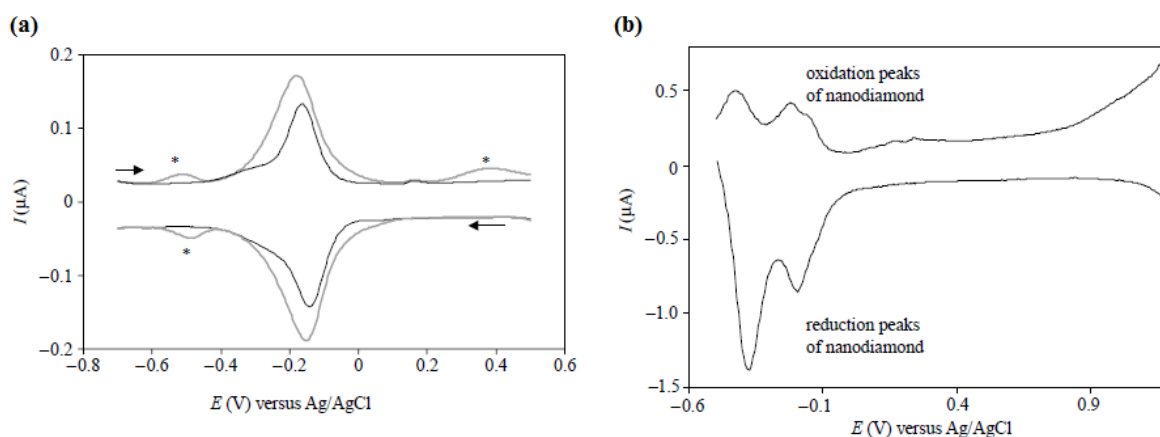 (a)
0.2
0.1
0
−0.1
−0.2
I (µA)
*
*
*
−0.8
−0.6
−0.4
−0.2
0
0.2
0.4
0.6
E (V) versus Ag/AgCl
(b)
0.5
0
−0.5
−1.0
−1.5
I (µA)
oxidation peaks
of nanodiamond
reduction peaks
of nanodiamond
−0.6
−0.1
0.4
0.9
E (V) versus Ag/AgCl